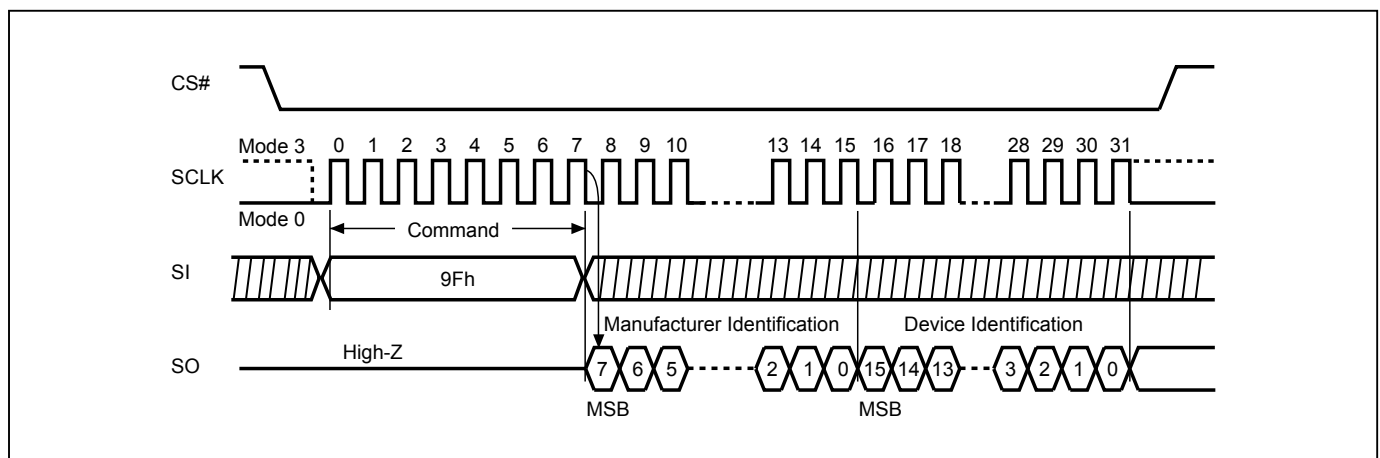 CS#
Mode 3 0 1 2 3 4 5 6 7 8 9 10 13 14 15 16 17 18 28 29 30 31
SCLK
Mode 0
Command
SI 9Fh
Manufacturer Identification Device Identification
High-Z
SO 7 6 5 2 1 0 15 14 13 3 2 1 0
MSB MSB